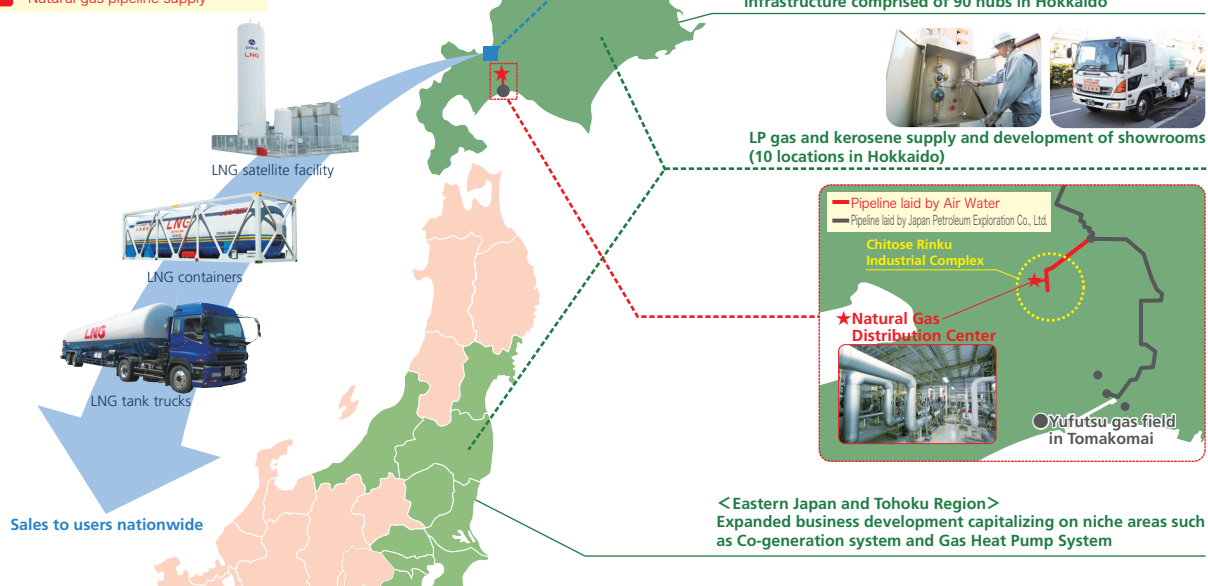 Natural gas pipeline supply
Infrastructure comprised of 90 hubs in Hokkaido
LNG
LNG satellite facility
LNG
LNG containers
LNG
LNG tank trucks
Sales to users nationwide
LP gas and kerosene supply and development of showrooms
(10 locations in Hokkaido)
Pipeline laid by Air Water
Pipeline laid by Japan Petroleum Exploration Co., Ltd.
Chitose Rinku
Industrial Complex
★Natural Gas
Distribution Center
Yufutsu gas field
in Tomakomai
<Eastern Japan and Tohoku Region>
Expanded business development capitalizing on niche areas such
as Co-generation system and Gas Heat Pump System